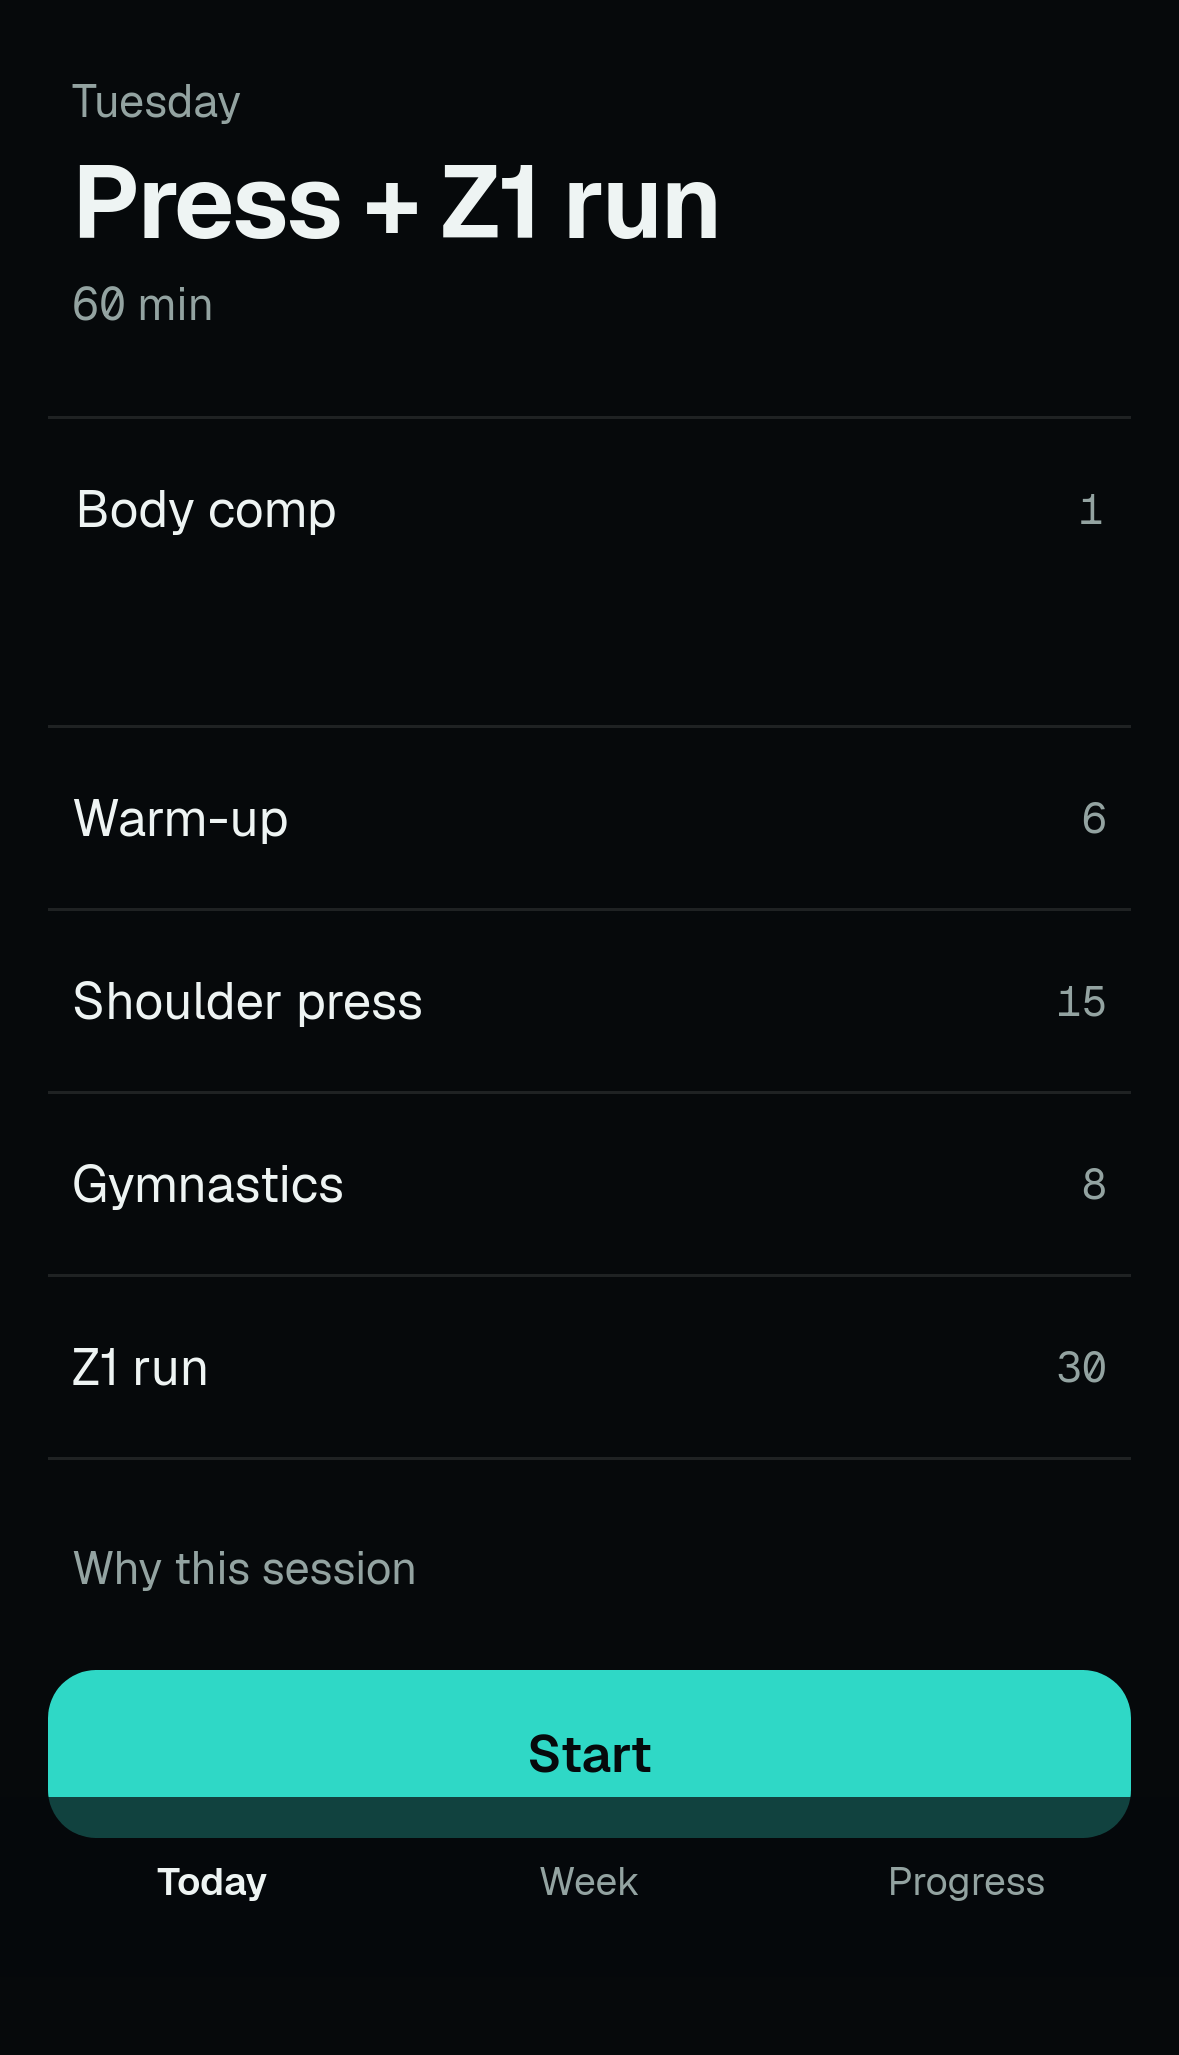 Tuesday
Press + Z1 run
60 min
Body comp 1
Warm-up 6
Shoulder press 15
Gymnastics 8
Z1 run 30
Why this session
Start
Today Week Progress